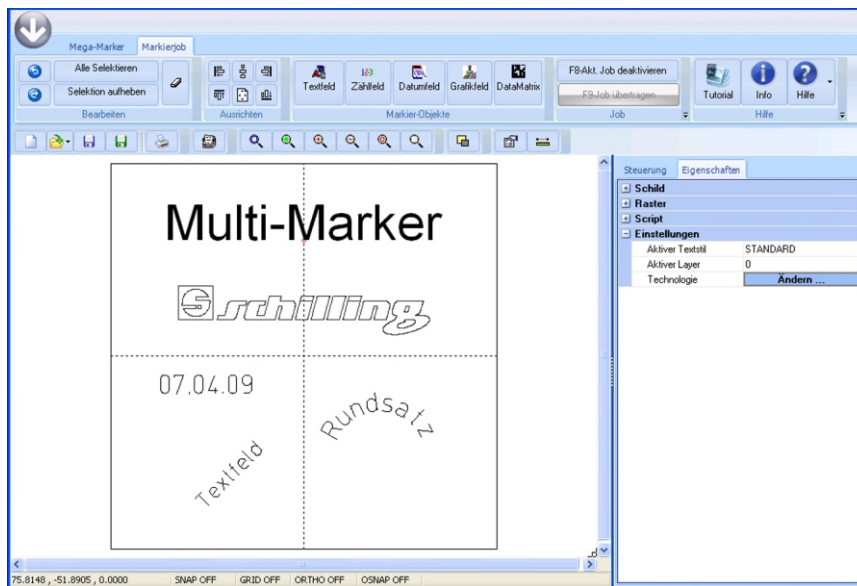 Mega-Marker Markierjob
Alle Selektieren
Selektion aufheben
Bearbeiten
Ausrichten
Textfeld Zählfeld Datumfeld Grafikfeld DataMatrix
Markier-Objekte
F8-Akt. Job deaktivieren
F9-Job übertragen
Job
Tutorial Info Hilfe
Hilfe
Multi-Marker
S schilling
07.04.09
Textfeld
Rundsatz
Steuerung Eigenschaften
Schild
Raster
Script
Einstellungen
Aktiver Textstil STANDARD
Aktiver Layer 0
Technologie Ändern ...
75.8148 , -51.8905 , 0.0000 SNAP OFF GRID OFF ORTHO OFF OSNAP OFF